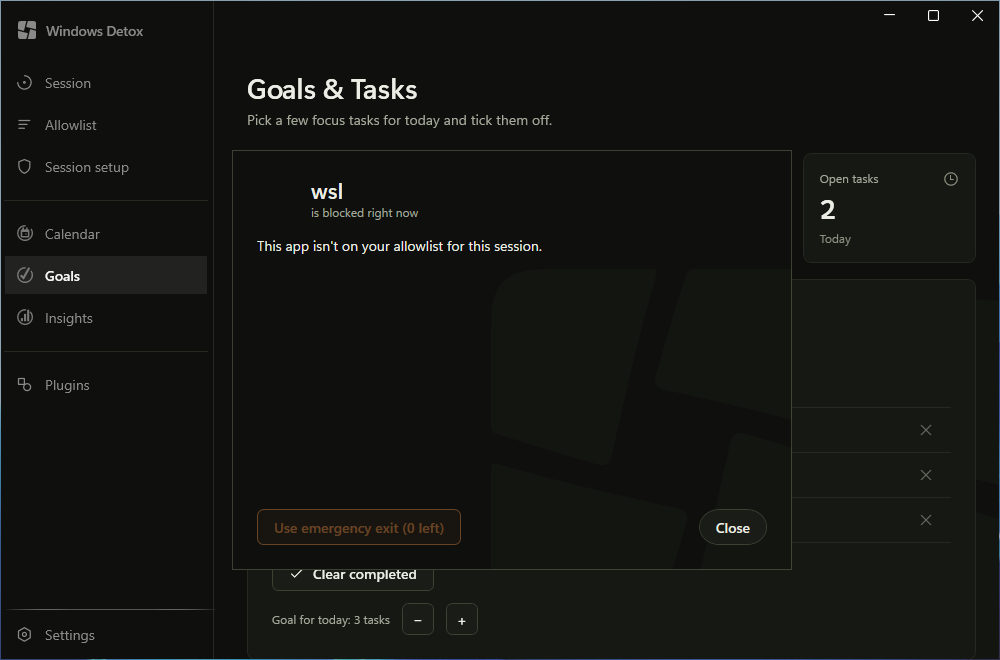 Windows Detox
Session
Allowlist
Session setup
Calendar
Goals
Insights
Plugins
Settings
Goals & Tasks
Pick a few focus tasks for today and tick them off.
wsl
is blocked right now
This app isn't on your allowlist for this session.
Use emergency exit (0 left)
Close
Open tasks
2
Today
Clear completed
Goal for today: 3 tasks